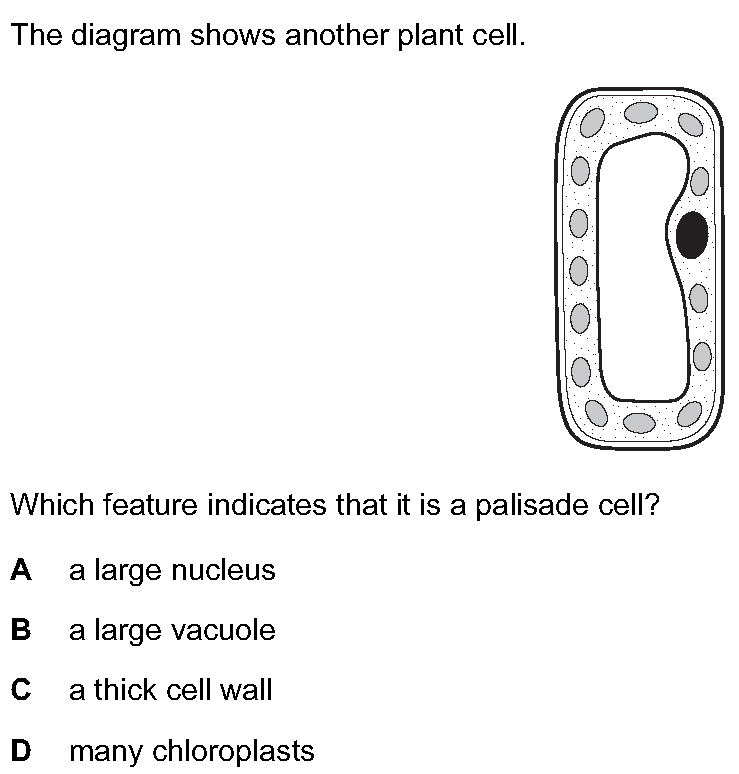 The diagram shows another plant cell.
Which feature indicates that it is a palisade cell?
A a large nucleus
B a large vacuole
C a thick cell wall
D many chloroplasts